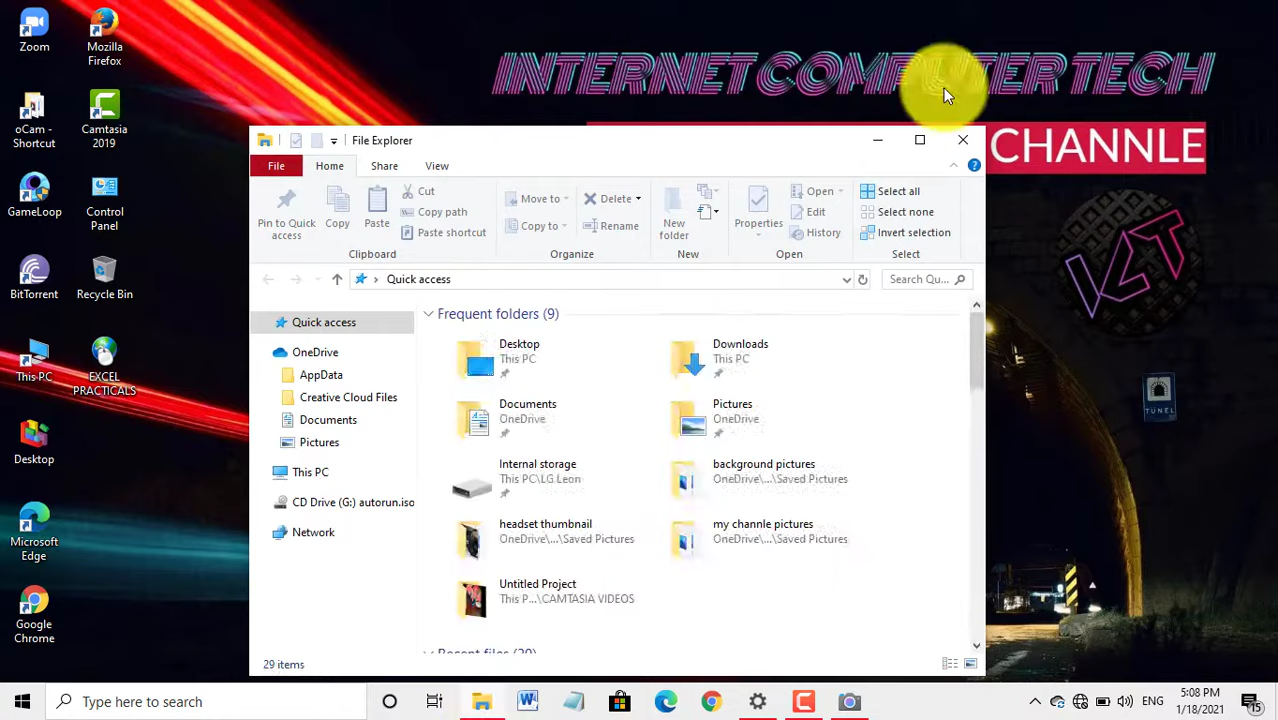 INTERNET COMPUTER TECH
CHANNLE
Zoom
Mozilla
Firefox
oCam -
Shortcut
Camtasia
2019
GameLoop
Control
Panel
BitTorrent
Recycle Bin
This PC
EXCEL
PRACTICALS
Desktop
Microsoft
Edge
Google
Chrome
TÜNEL
File Explorer
File
Home
Share
View
Pin to Quick
access
Copy
Paste
Cut
Copy path
Paste shortcut
Clipboard
Move to
Copy to
Delete
Rename
Organize
New
folder
New
Properties
Open
Edit
History
Open
Select all
Select none
Invert selection
Select
Quick access
Search Qu...
Quick access
OneDrive
AppData
Creative Cloud Files
Documents
Pictures
This PC
CD Drive (G:) autorun.iso
Network
Frequent folders (9)
Desktop
This PC
Downloads
This PC
Documents
OneDrive
Pictures
OneDrive
Internal storage
This PC\LG Leon
background pictures
OneDrive\...\Saved Pictures
headset thumbnail
OneDrive\...\Saved Pictures
my channle pictures
OneDrive\...\Saved Pictures
Untitled Project
This P...\CAMTASIA VIDEOS
Recent files (20)
29 items
Type here to search
ENG
5:08 PM
1/18/2021
15